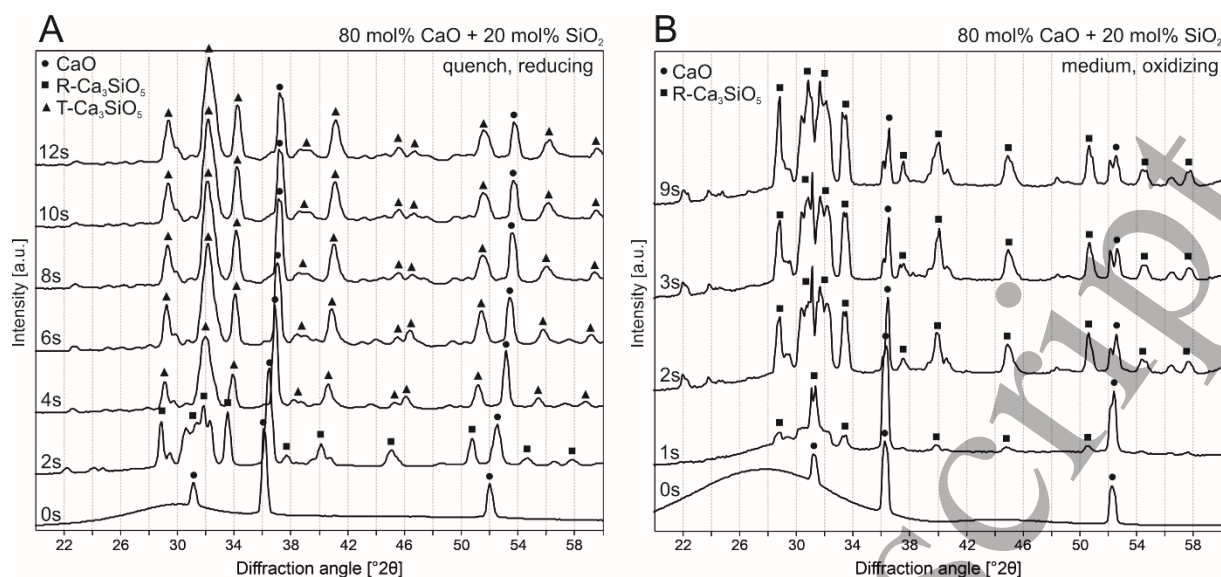 A
80 mol% CaO + 20 mol% SiO₂
quench, reducing
● CaO
■ R-Ca₃SiO₅
▲ T-Ca₃SiO₅
12s
10s
8s
6s
4s
2s
0s
Intensity [a.u.]
22 26 30 34 38 42 46 50 54 58
Diffraction angle [°2θ]
B
80 mol% CaO + 20 mol% SiO₂
medium, oxidizing
● CaO
■ R-Ca₃SiO₅
9s
3s
2s
1s
0s
Intensity [a.u.]
22 26 30 34 38 42 46 50 54 58
Diffraction angle [°2θ]
script